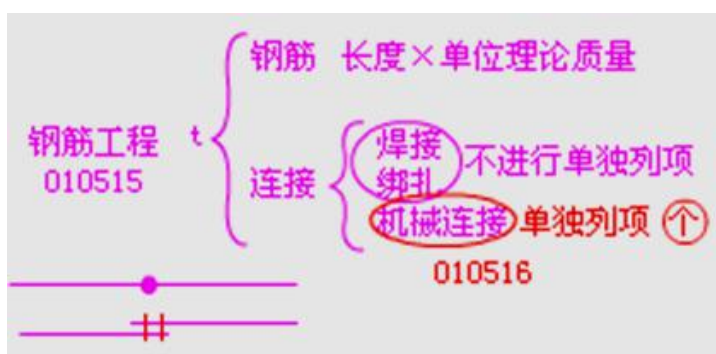 钢筋 长度×单位理论质量
钢筋工程 t
010515
连接
焊接
绑扎
不进行单独列项
机械连接 单独列项 个
010516